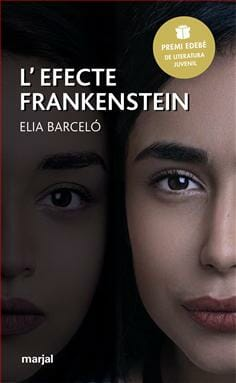 PREMI EDEBÉ
DE LITERATURA
JUVENIL
L'EFECTE
FRANKENSTEIN
ELIA BARCELÓ
marjal